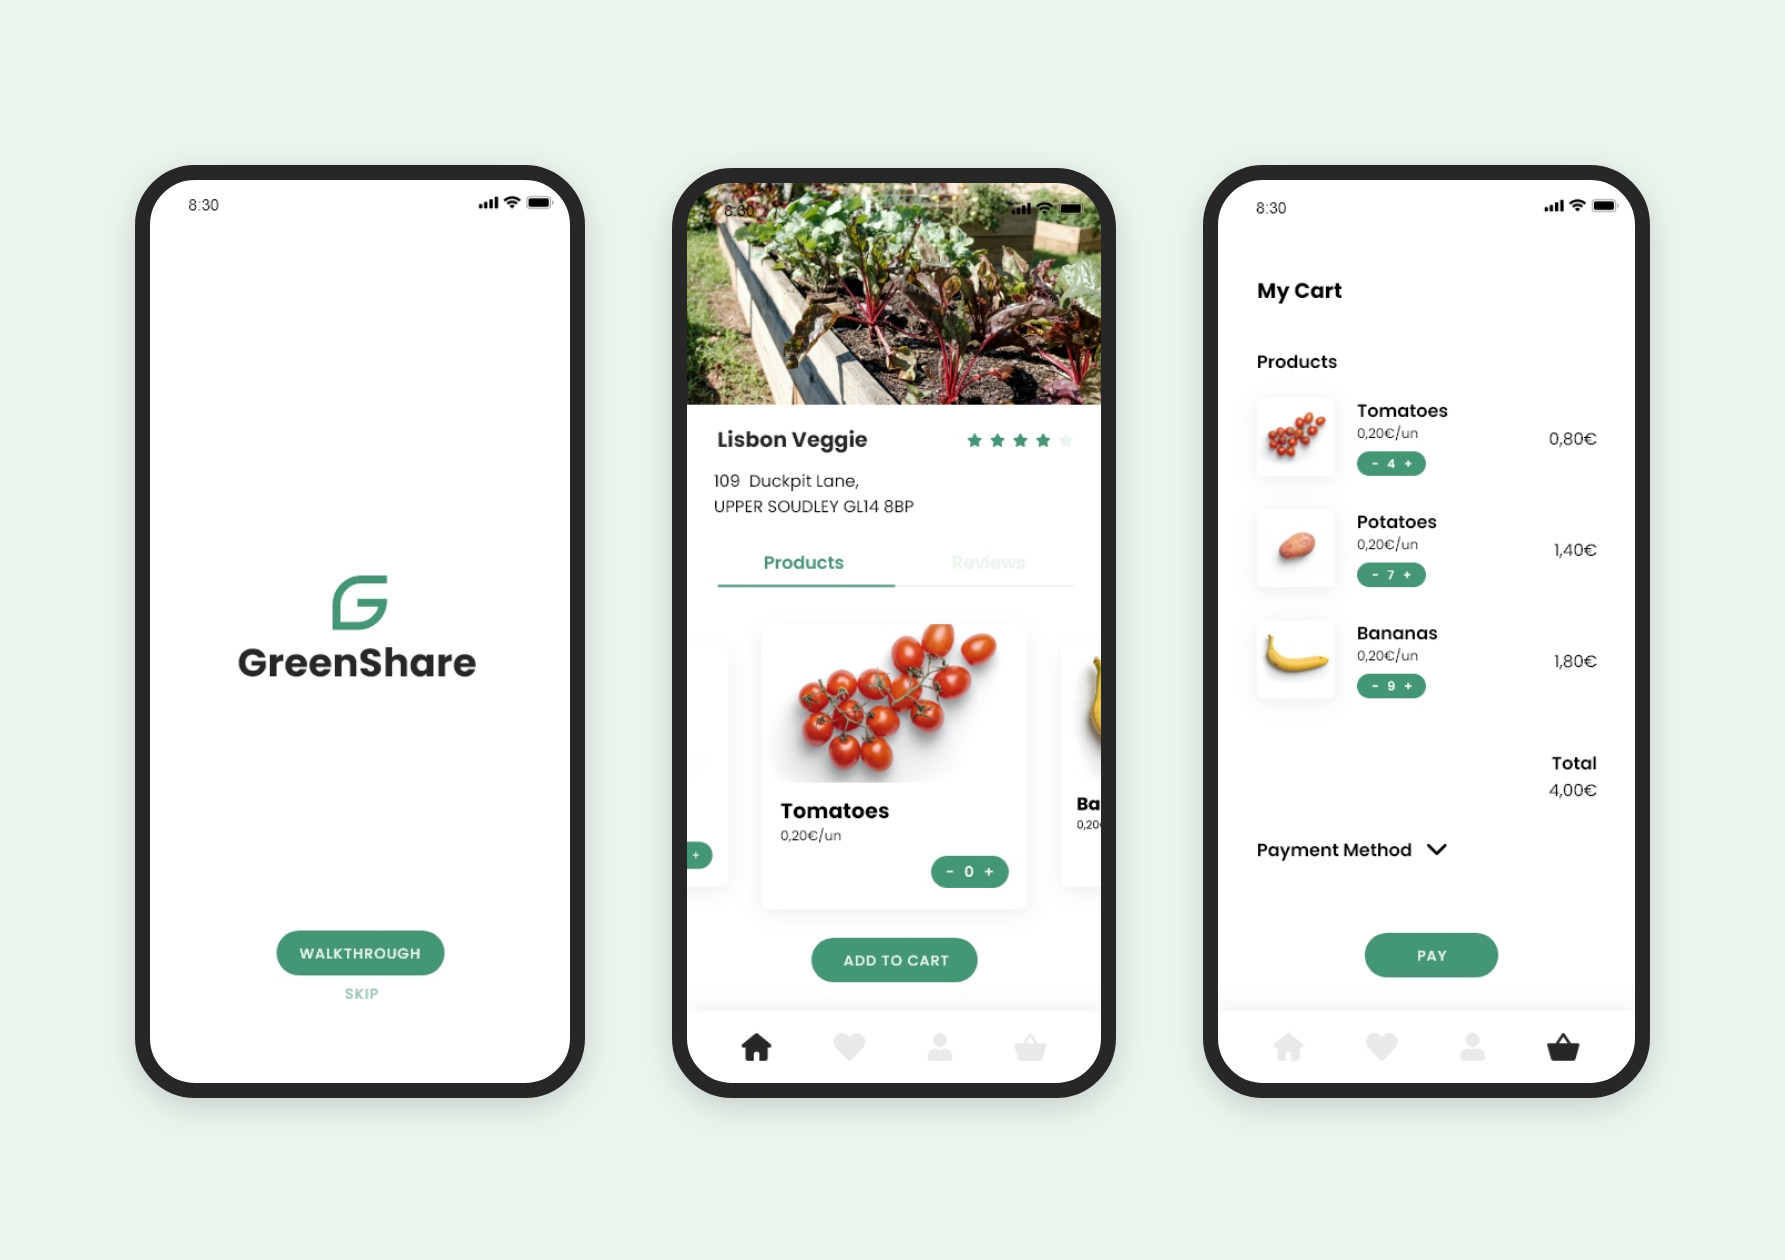 8:30
GreenShare
WALKTHROUGH
SKIP
8:30
Lisbon Veggie
109 Duckpit Lane,
UPPER SOUDLEY GL14 8BP
Products Reviews
Tomatoes
0,20€/un
- 0 +
+
Ba
0,20
ADD TO CART
8:30
My Cart
Products
Tomatoes
0,20€/un
- 4 +
0,80€
Potatoes
0,20€/un
- 7 +
1,40€
Bananas
0,20€/un
- 9 +
1,80€
Total
4,00€
Payment Method
PAY